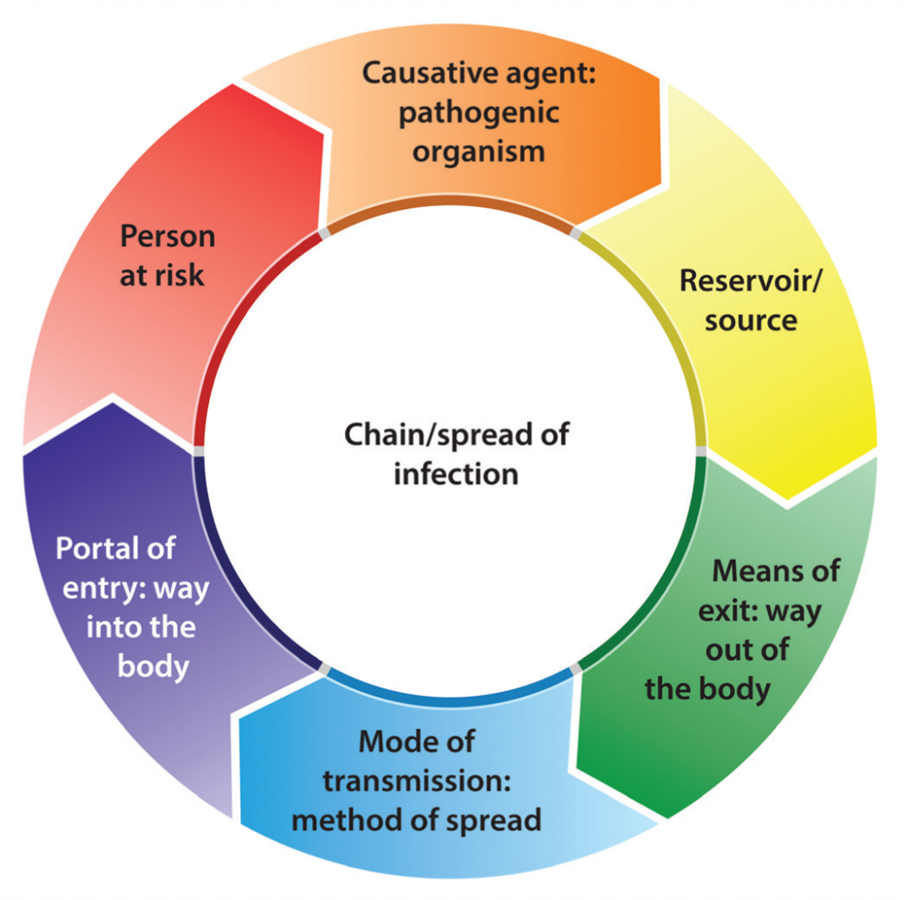 Causative agent:
pathogenic
organism
Reservoir/
source
Means of
exit: way
out of
the body
Mode of
transmission:
method of spread
Portal of
entry: way
into the
body
Person
at risk
Chain/spread of
infection